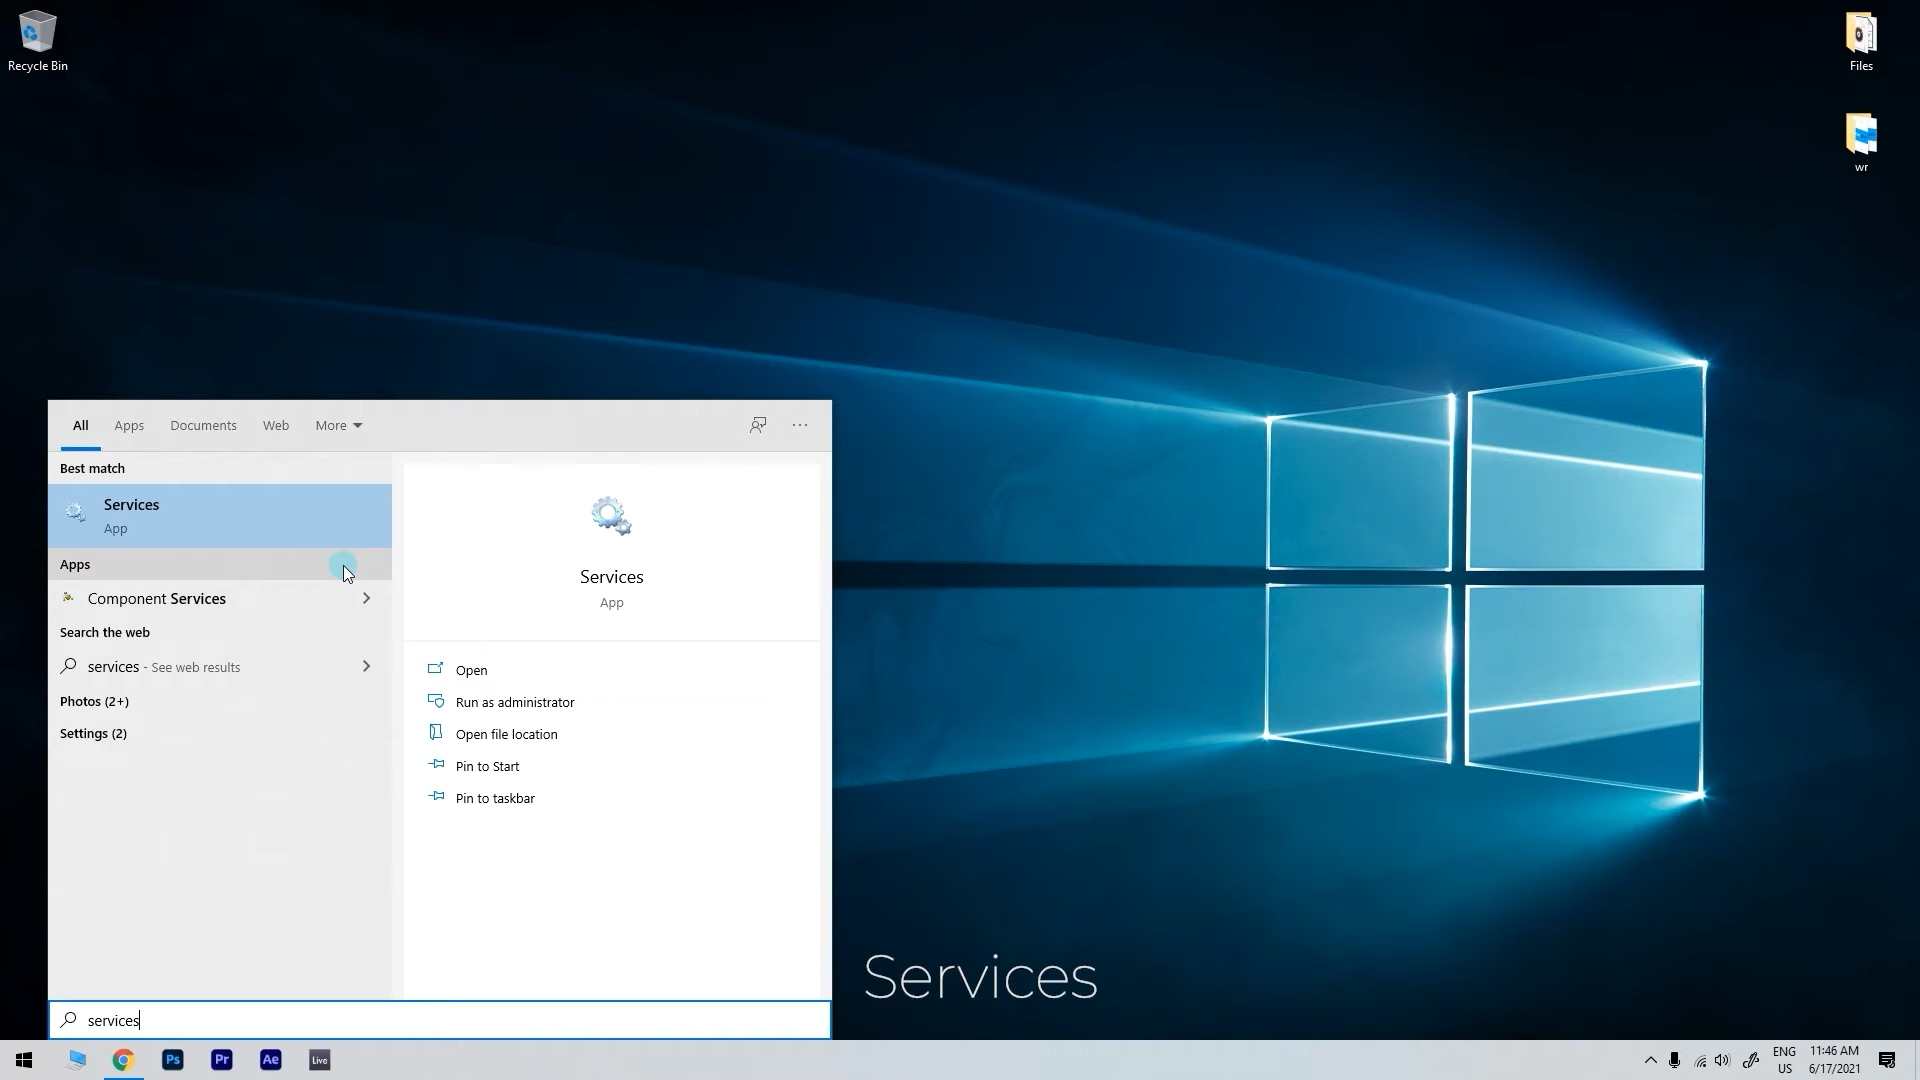 Recycle Bin
Files
wr
All Apps Documents Web More
Best match
Services
App
Apps
Component Services
Search the web
services - See web results
Photos (2+)
Settings (2)
Services
App
Open
Run as administrator
Open file location
Pin to Start
Pin to taskbar
services
Services
Ps Pr Ae Live
ENG
US
11:46 AM
6/17/2021